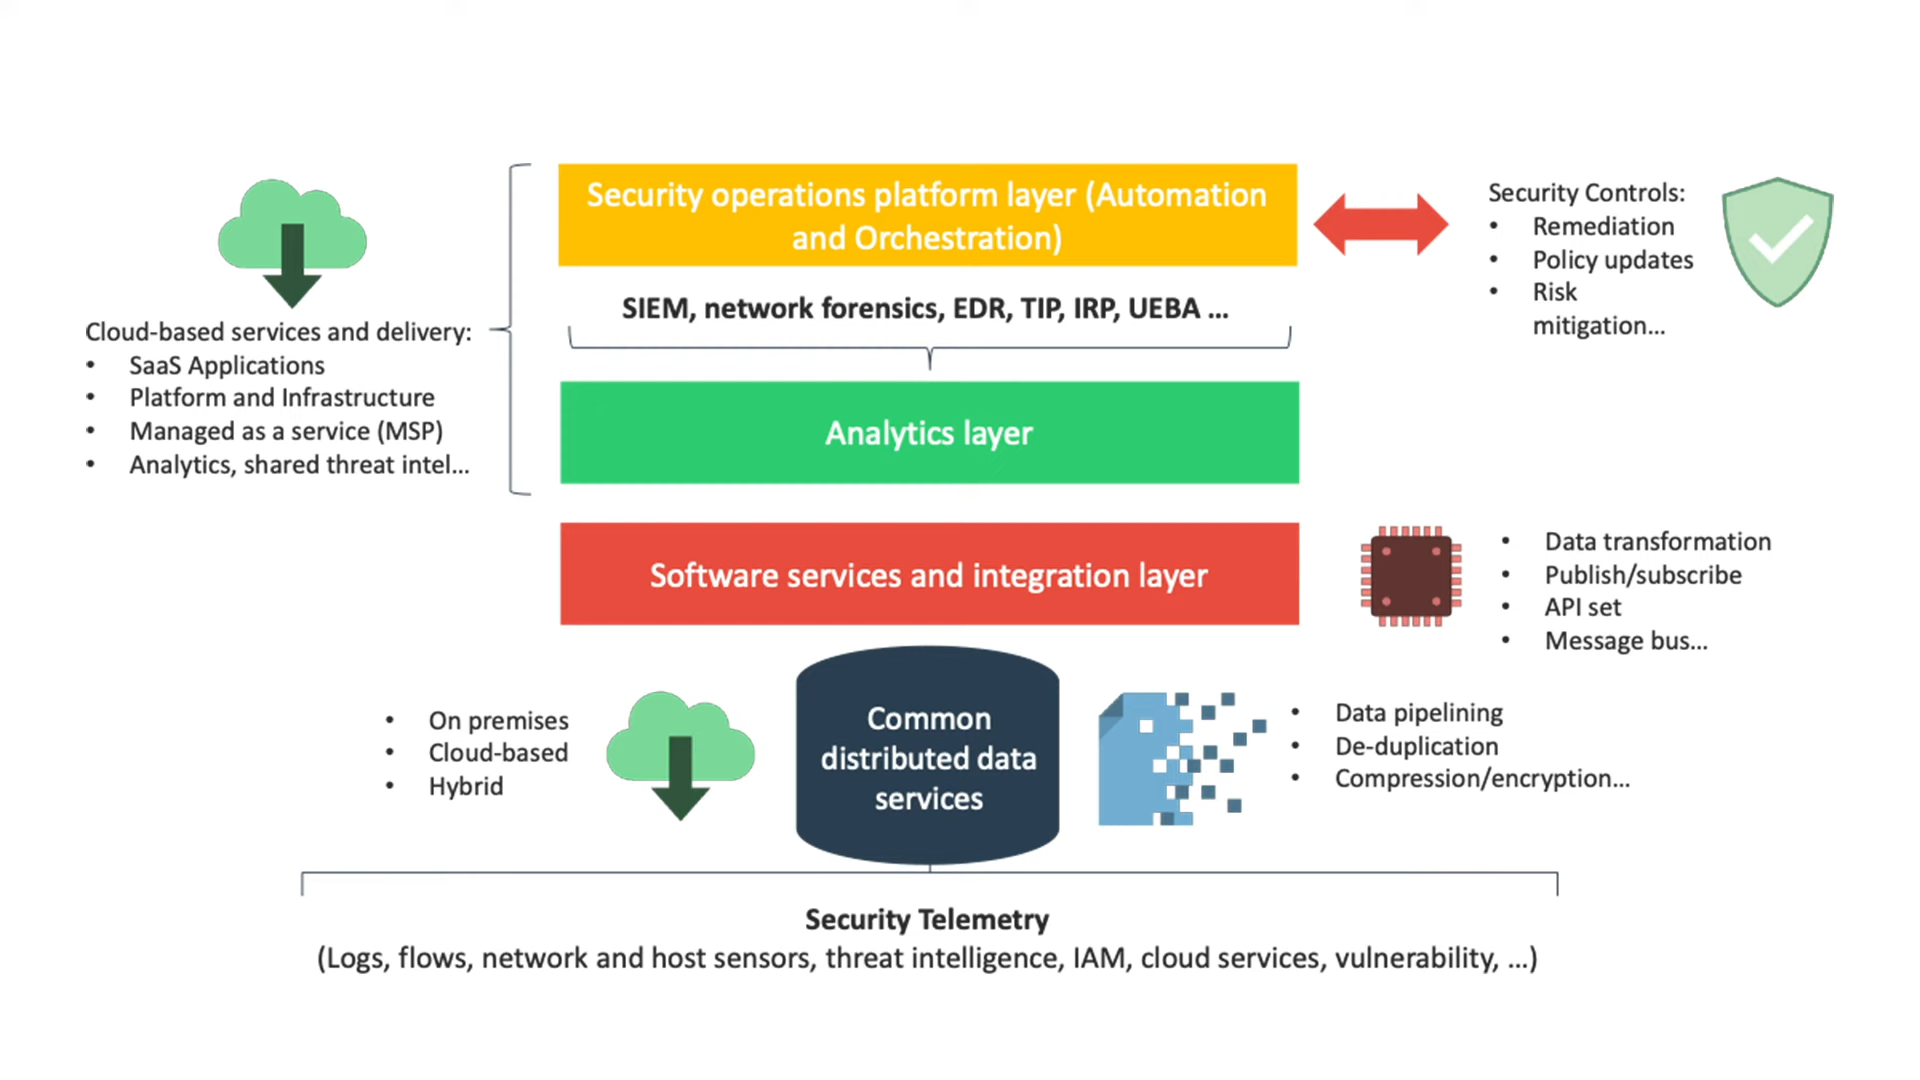 Security operations platform layer (Automation
and Orchestration)
SIEM, network forensics, EDR, TIP, IRP, UEBA ...
Cloud-based services and delivery:
• SaaS Applications
• Platform and Infrastructure
• Managed as a service (MSP)
• Analytics, shared threat intel...
Security Controls:
• Remediation
• Policy updates
• Risk
mitigation...
Analytics layer
Software services and integration layer
• Data transformation
• Publish/subscribe
• API set
• Message bus...
• On premises
• Cloud-based
• Hybrid
Common
distributed data
services
• Data pipelining
• De-duplication
• Compression/encryption...
Security Telemetry
(Logs, flows, network and host sensors, threat intelligence, IAM, cloud services, vulnerability, ...)